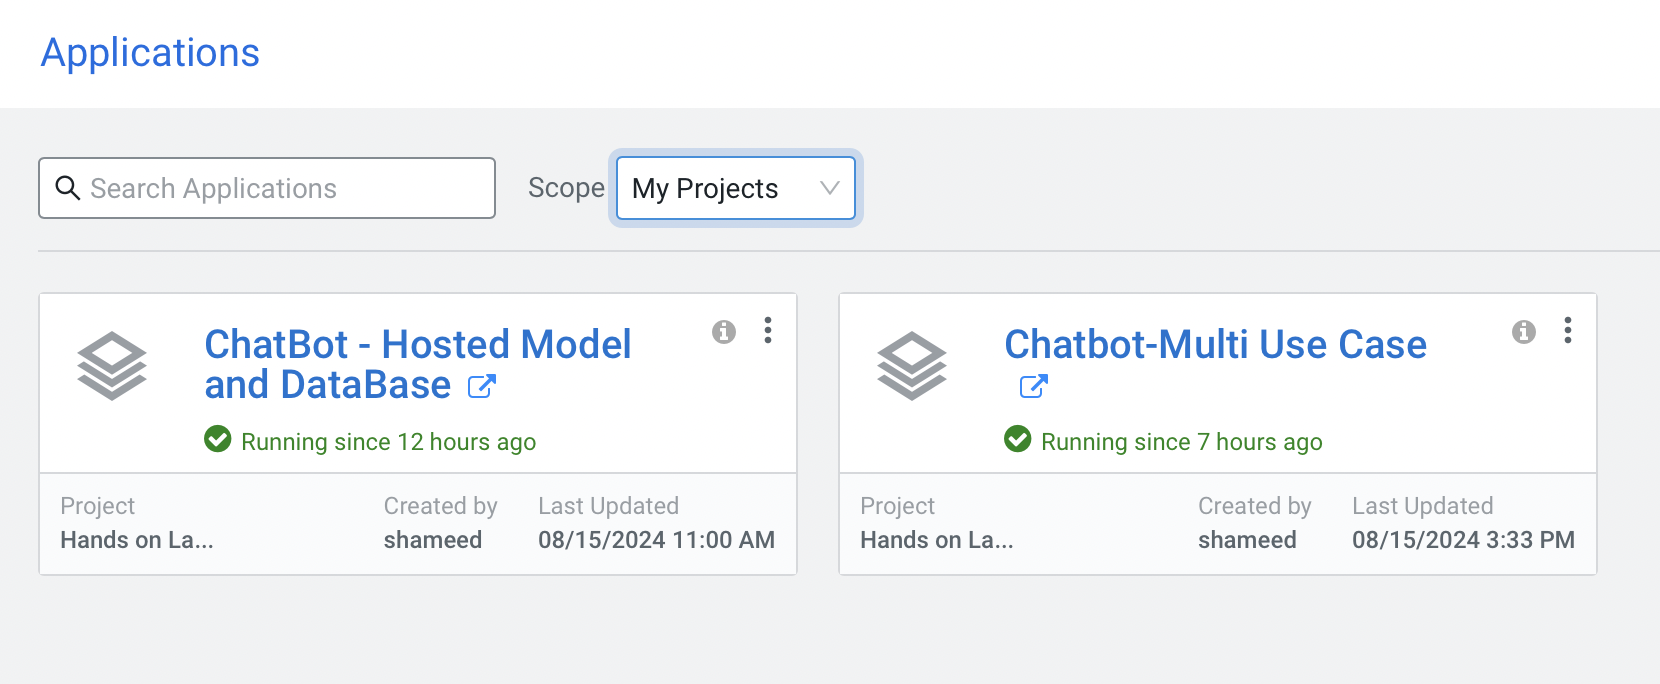 Applications
Search Applications
Scope
My Projects
ChatBot - Hosted Model
and DataBase
Running since 12 hours ago
Project
Created by
Last Updated
Hands on La...
shameed
08/15/2024 11:00 AM
Chatbot-Multi Use Case
Running since 7 hours ago
Project
Created by
Last Updated
Hands on La...
shameed
08/15/2024 3:33 PM